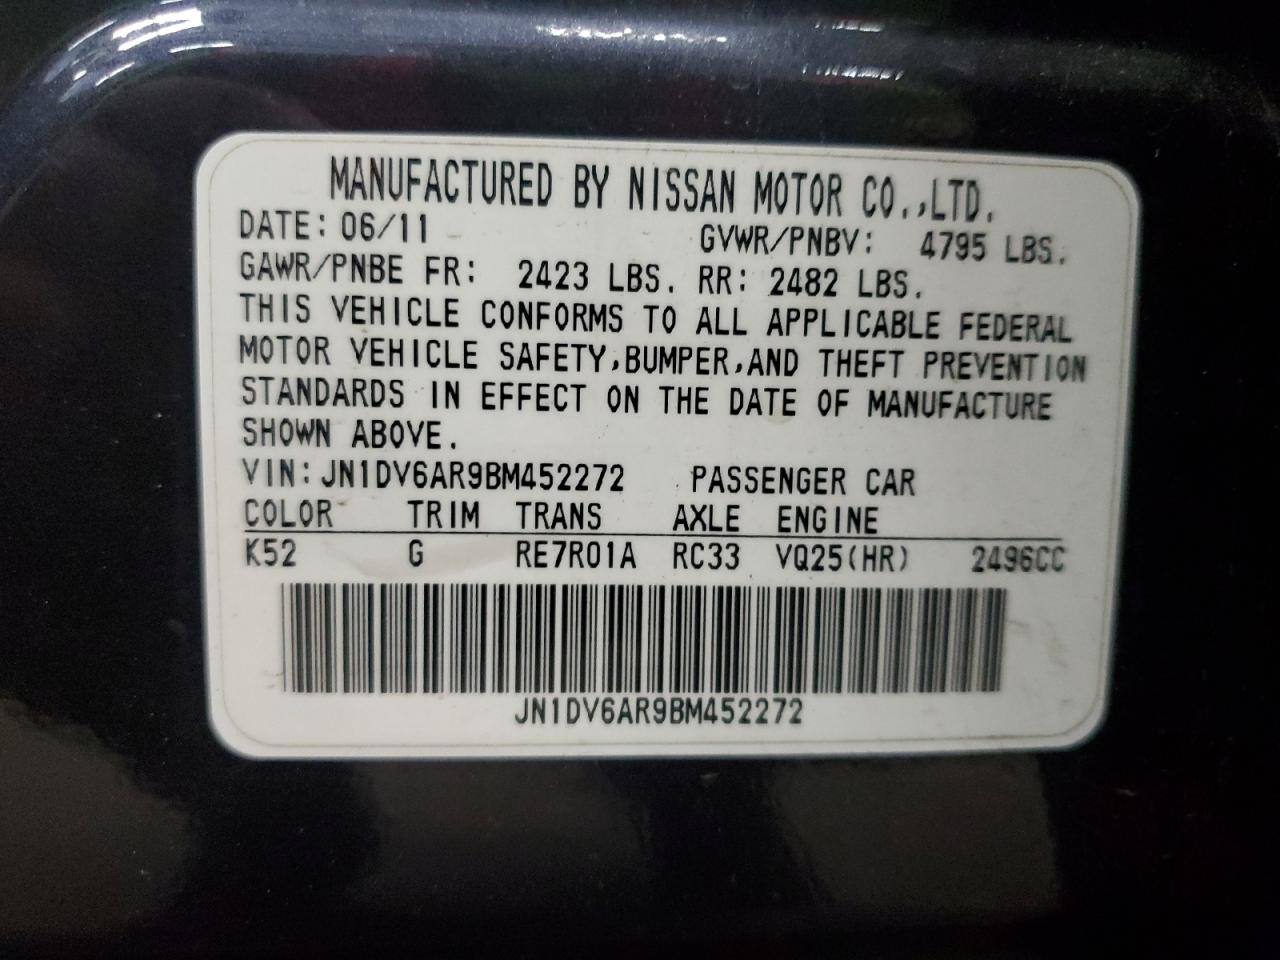 MANUFACTURED BY NISSAN MOTOR CO.,LTD.
DATE: 06/11 GVWR/PNBV: 4795 LBS.
GAWR/PNBE FR: 2423 LBS. RR: 2482 LBS.
THIS VEHICLE CONFORMS TO ALL APPLICABLE FEDERAL
MOTOR VEHICLE SAFETY,BUMPER,AND THEFT PREVENTION
STANDARDS IN EFFECT ON THE DATE OF MANUFACTURE
SHOWN ABOVE.
VIN:JN1DV6AR9BM452272 PASSENGER CAR
COLOR TRIM TRANS AXLE ENGINE
K52 G RE7R01A RC33 VQ25(HR) 2496CC
JN1DV6AR9BM452272